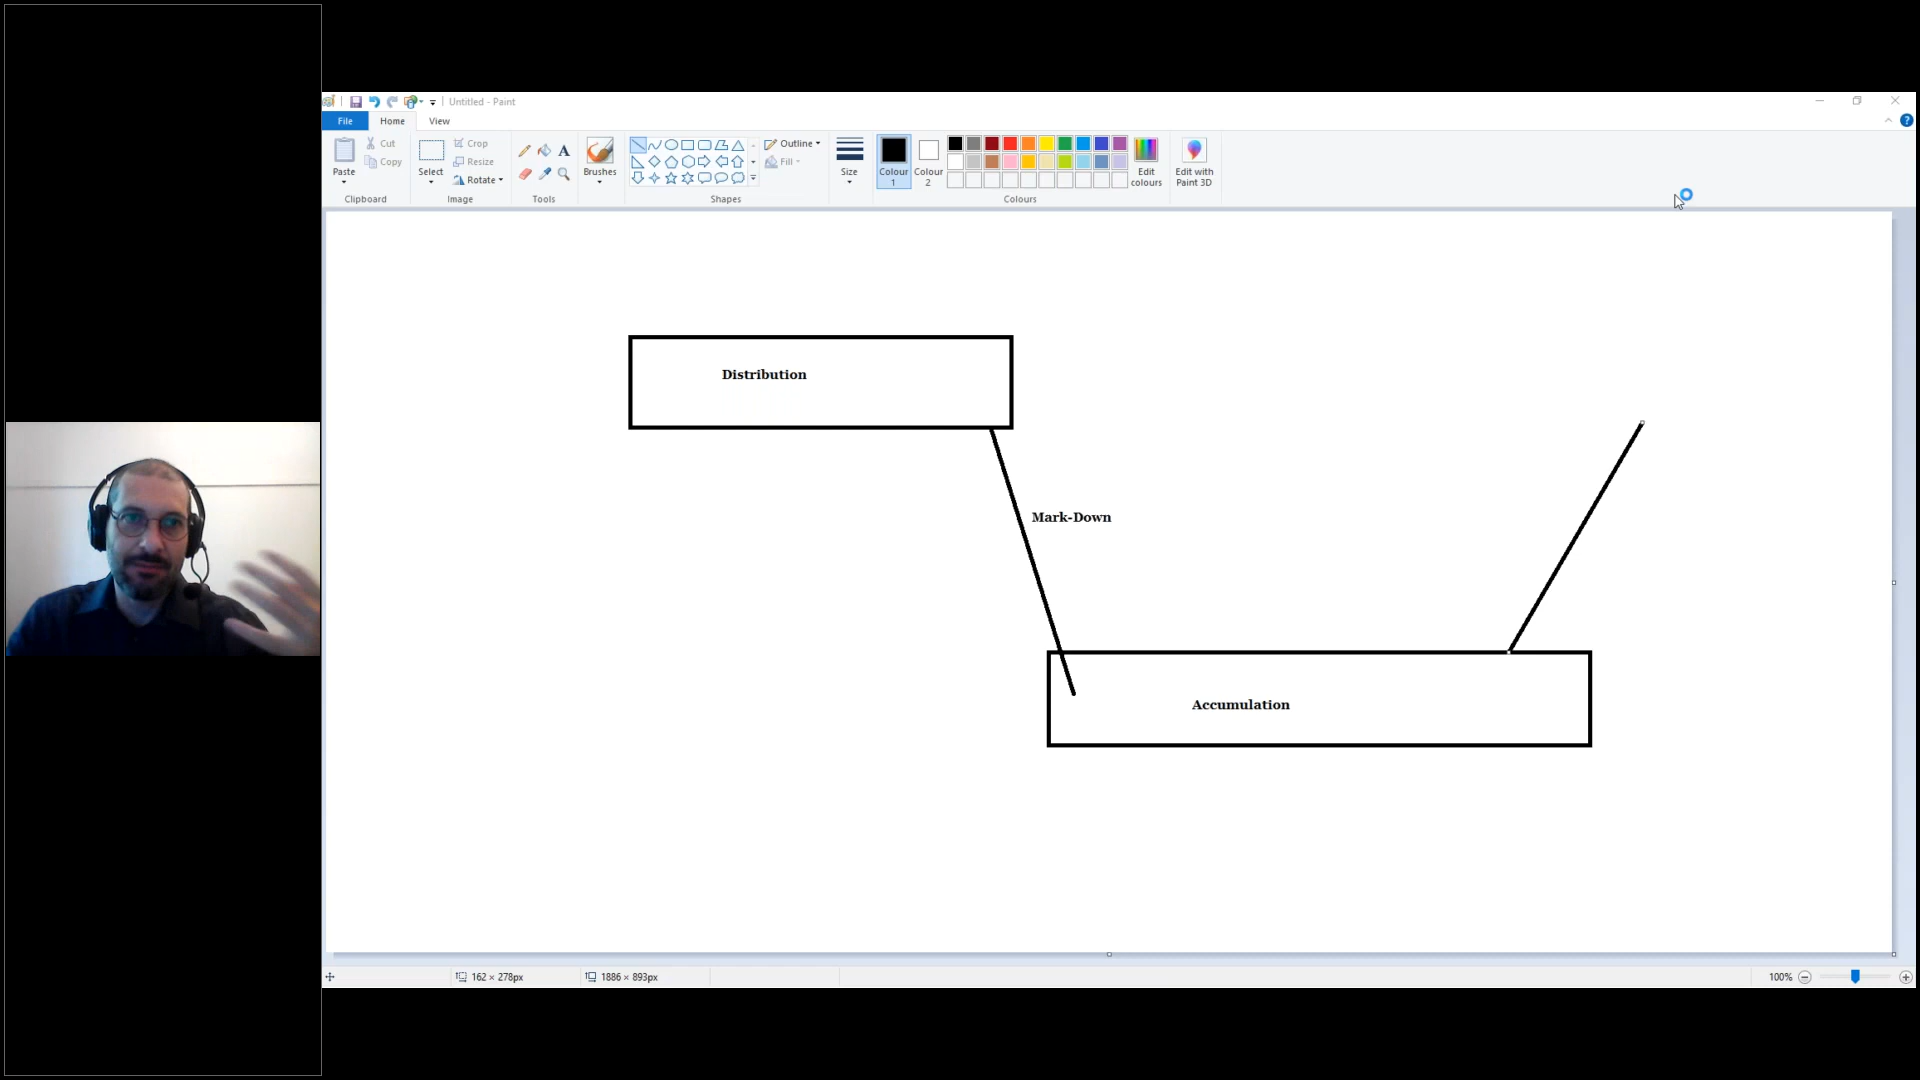 Untitled - Paint
File Home View
Paste
Cut
Copy
Clipboard
Select
Crop
Resize
Rotate
Image
A
Tools
Brushes
Shapes
Outline
Fill
Size
Colour 1
Colour 2
Edit colours
Colours
Edit with Paint 3D
?
Distribution
Mark-Down
Accumulation
162 × 278px
1886 × 893px
100%